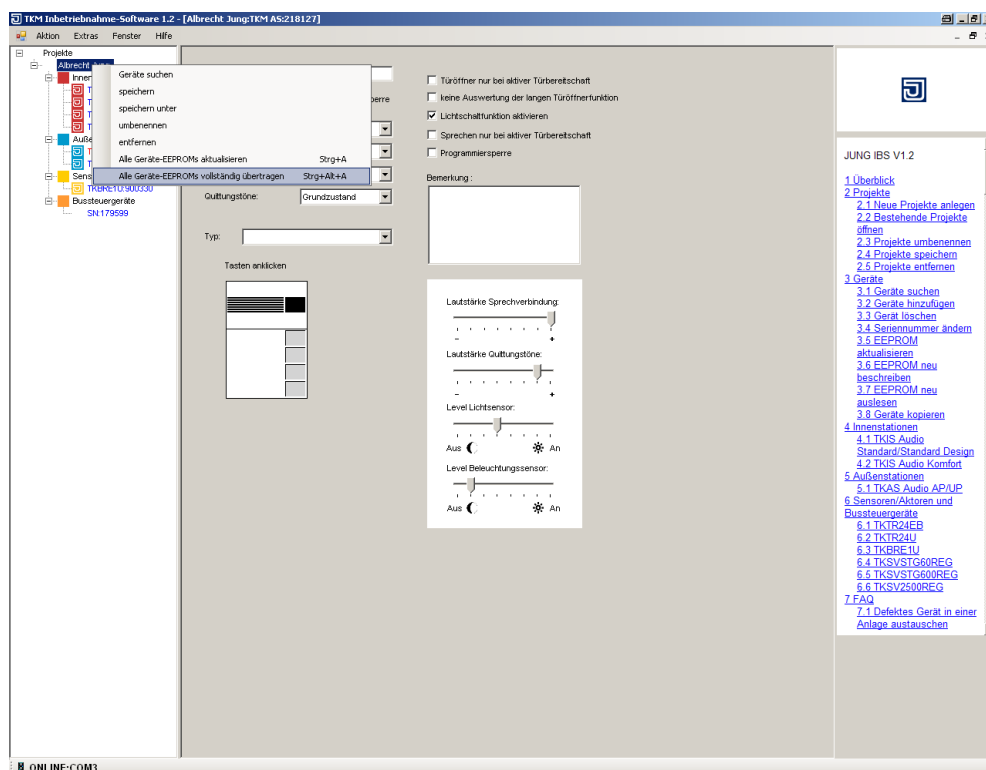 TKM Inbetriebnahme-Software 1.2 - [Albrecht Jung:TKM AS:218127]
Aktion Extras Fenster Hilfe
Projekte
Albrecht Jung
Geräte suchen
speichern
speichern unter
umbenennen
entfernen
Alle Geräte-EEPROMs aktualisieren Strg+A
Alle Geräte-EEPROMs vollständig übertragen Strg+Alt+A
TKBRE1U:900330
Bussteuergeräte
SN:179599
Quittungstöne: Grundzustand
Typ:
Tasten anklicken
Türöffner nur bei aktiver Türbereitschaft
keine Auswertung der langen Türöffnerfunktion
Lichtschaltfunktion aktivieren
Sprechen nur bei aktiver Türbereitschaft
Programmiersperre
Bemerkung :
Lautstärke Sprechverbindung:
- +
Lautstärke Quittungstöne:
- +
Level Lichtsensor:
Aus An
Level Beleuchtungssensor:
Aus An
JUNG IBS V1.2
1 Überblick
2 Projekte
2.1 Neue Projekte anlegen
2.2 Bestehende Projekte
öffnen
2.3 Projekte umbenennen
2.4 Projekte speichern
2.5 Projekte entfernen
3 Geräte
3.1 Geräte suchen
3.2 Geräte hinzufügen
3.3 Gerät löschen
3.4 Seriennummer ändern
3.5 EEPROM
aktualisieren
3.6 EEPROM neu
beschreiben
3.7 EEPROM neu
auslesen
3.8 Geräte kopieren
4 Innenstationen
4.1 TKIS Audio
Standard/Standard Design
4.2 TKIS Audio Komfort
5 Außenstationen
5.1 TKAS Audio AP/UP
6 Sensoren/Aktoren und
Bussteuergeräte
6.1 TKTR24EB
6.2 TKTR24U
6.3 TKBRE1U
6.4 TKSVSTG60REG
6.5 TKSVSTG600REG
6.6 TKSV2500REG
7 FAQ
7.1 Defektes Gerät in einer
Anlage austauschen
ONLINE:COM3